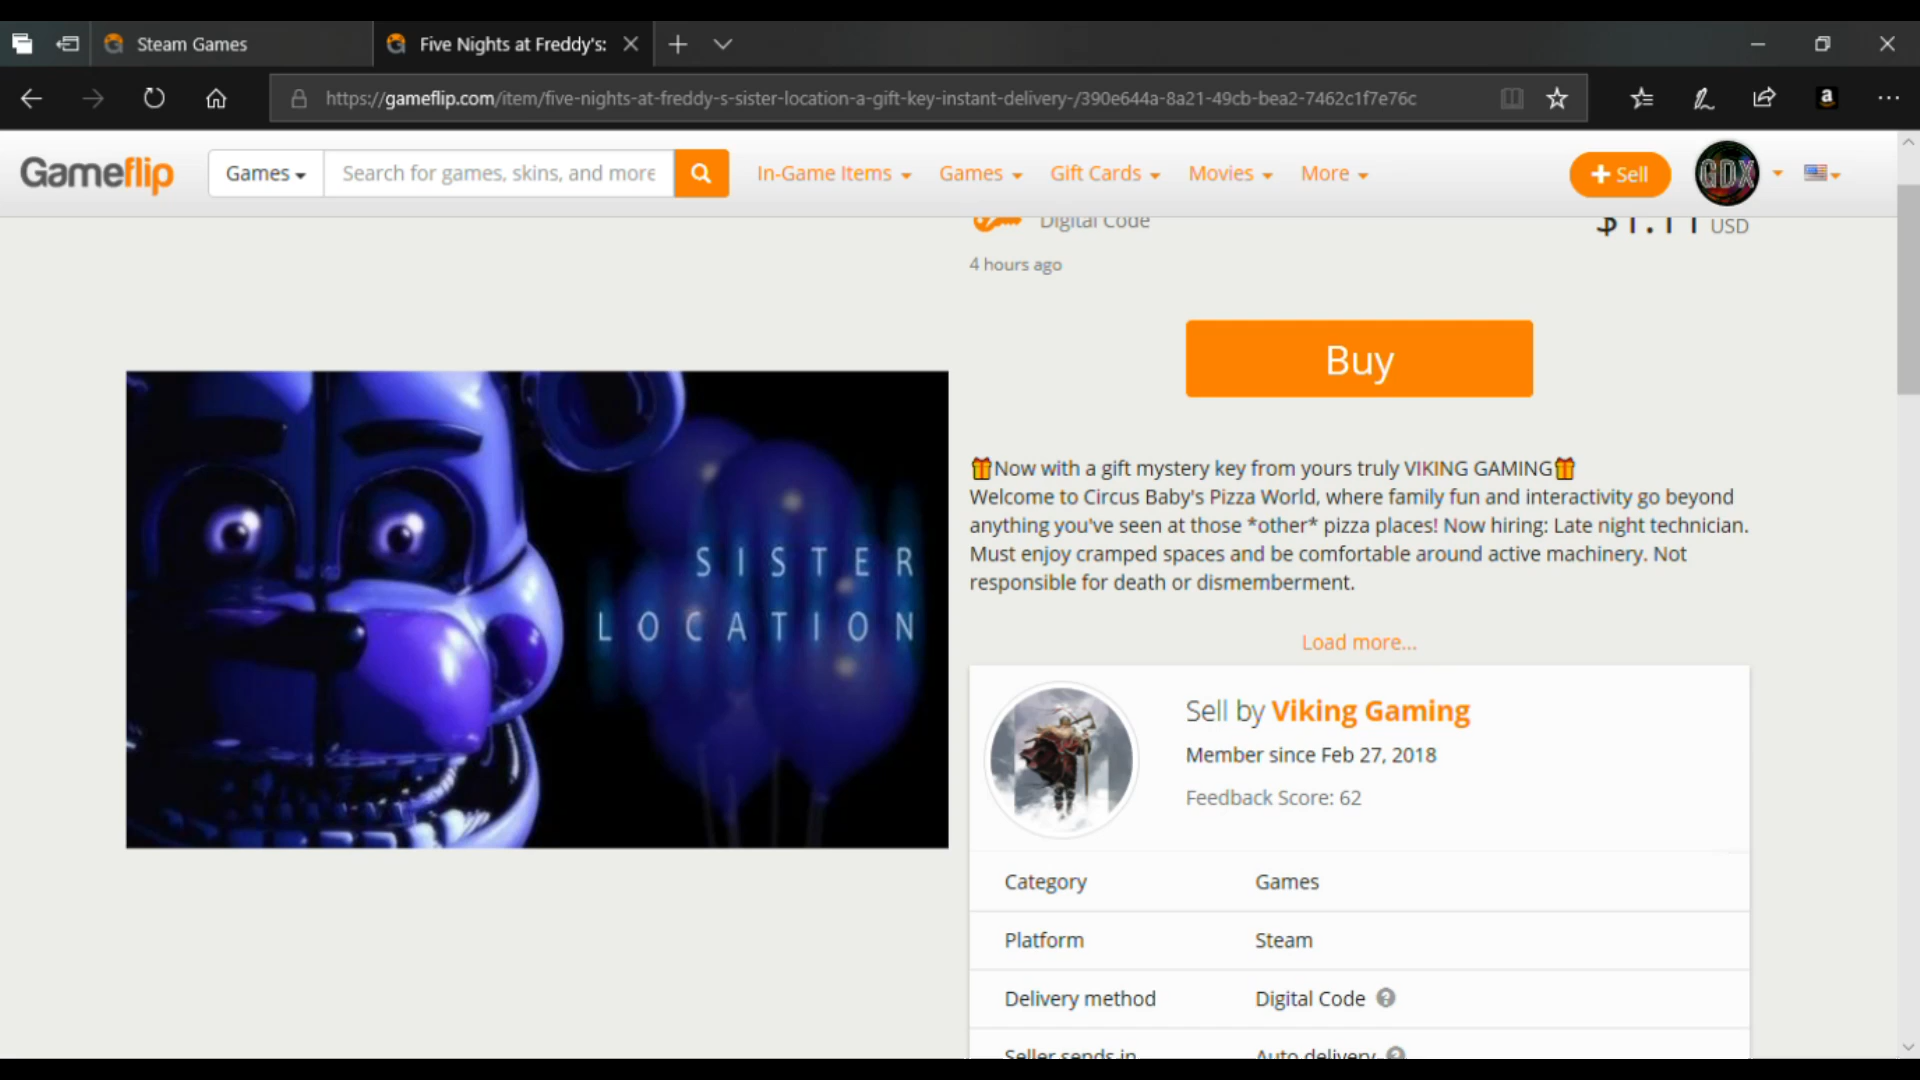 Steam Games
Five Nights at Freddy's:
https://gameflip.com/item/five-nights-at-freddy-s-sister-location-a-gift-key-instant-delivery-/390e644a-8a21-49cb-bea2-7462c1f7e76c
Gameflip
Games
Search for games, skins, and more
In-Game Items
Games
Gift Cards
Movies
More
+ Sell
GDX
Digital Code
USD
4 hours ago
Buy
🎁Now with a gift mystery key from yours truly VIKING GAMING🎁
Welcome to Circus Baby's Pizza World, where family fun and interactivity go beyond
anything you've seen at those *other* pizza places! Now hiring: Late night technician.
Must enjoy cramped spaces and be comfortable around active machinery. Not
responsible for death or dismemberment.
Load more...
SISTER
LOCATION
Sell by Viking Gaming
Member since Feb 27, 2018
Feedback Score: 62
Category Games
Platform Steam
Delivery method Digital Code ?
Seller sends in Auto delivery ?